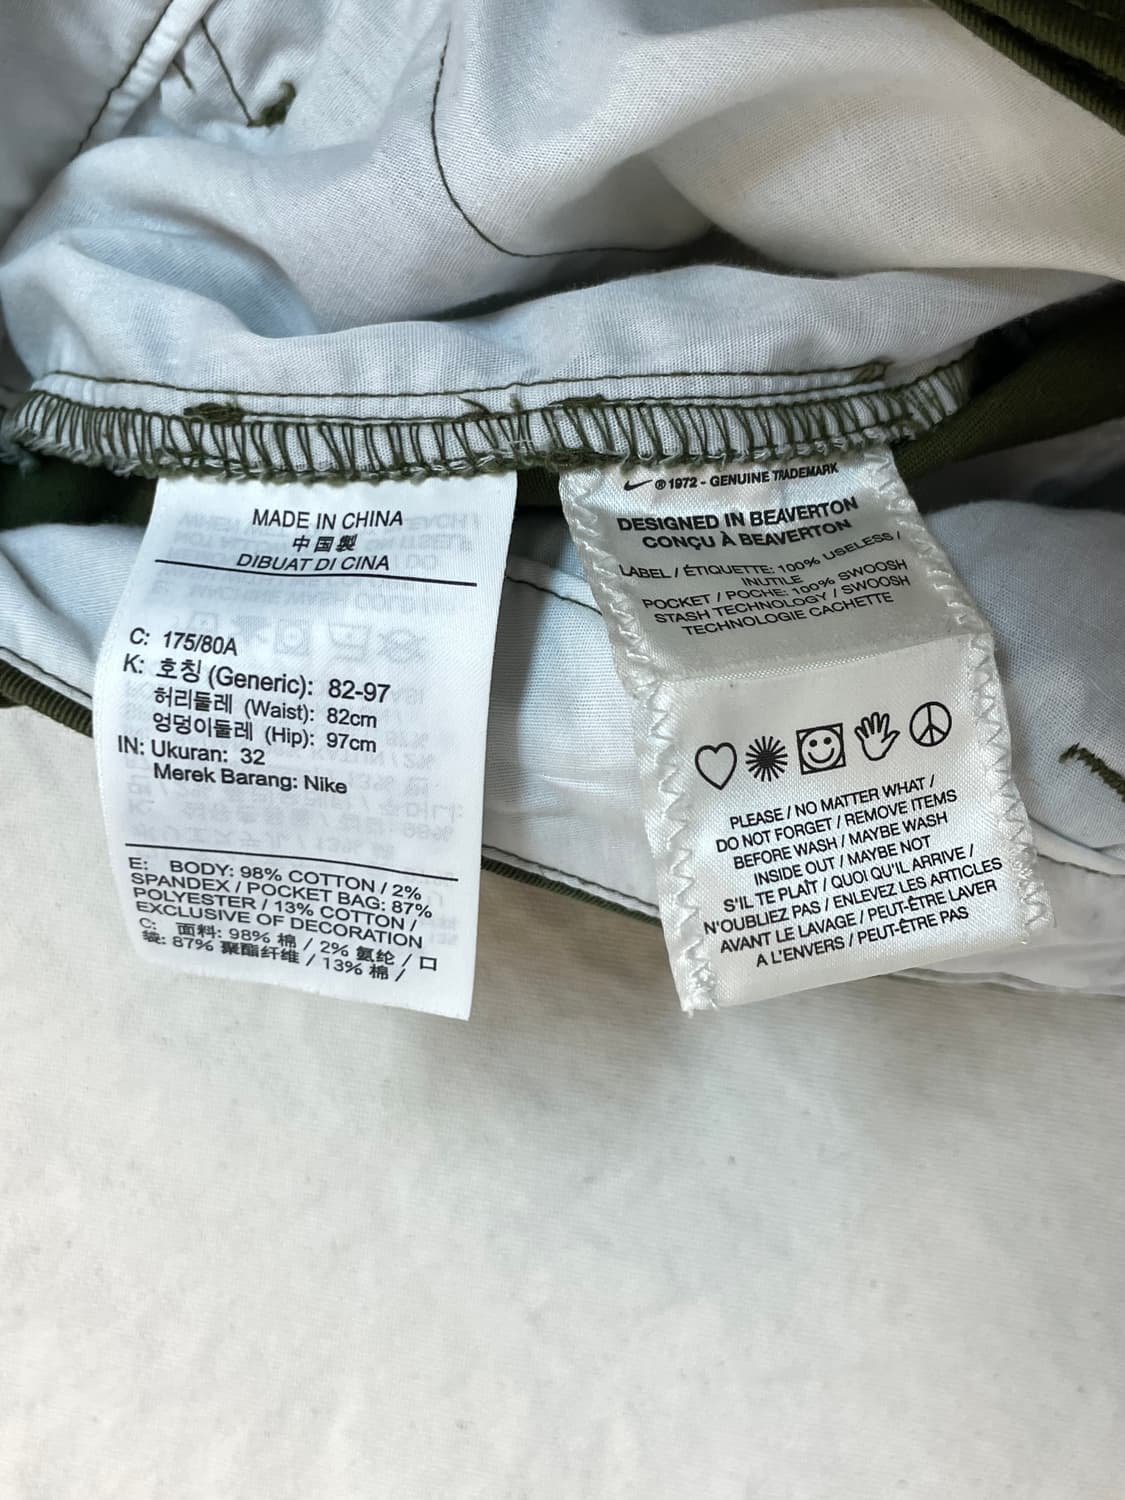 MADE IN CHINA
中国製
DIBUAT DI CINA
C: 175/80A
K: 호칭 (Generic): 82-97
허리둘레 (Waist): 82cm
엉덩이둘레 (Hip): 97cm
IN: Ukuran: 32
Merek Barang: Nike
E: BODY: 98% COTTON / 2%
SPANDEX / POCKET BAG: 87%
POLYESTER / 13% COTTON /
EXCLUSIVE OF DECORATION
C: 面料: 98% 棉 / 2% 氨纶 / 口
袋: 87% 聚酯纤维 / 13% 棉 /
® 1972 - GENUINE TRADEMARK
DESIGNED IN BEAVERTON
CONÇU À BEAVERTON
LABEL / ÉTIQUETTE: 100% USELESS /
INUTILE
POCKET / POCHE: 100% SWOOSH
STASH TECHNOLOGY / SWOOSH
TECHNOLOGIE CACHETTE
PLEASE / NO MATTER WHAT /
DO NOT FORGET / REMOVE ITEMS
BEFORE WASH / MAYBE WASH
INSIDE OUT / MAYBE NOT
S'IL TE PLAÎT / QUOI QU'IL ARRIVE /
N'OUBLIEZ PAS / ENLEVEZ LES ARTICLES
AVANT LE LAVAGE / PEUT-ÊTRE LAVER
A L'ENVERS / PEUT-ÊTRE PAS